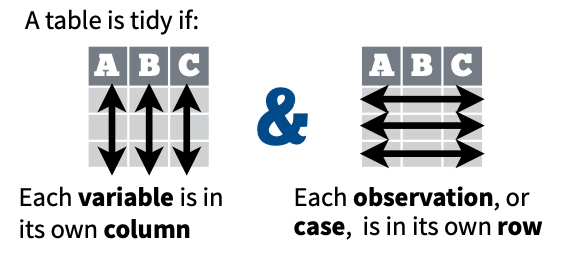 A table is tidy if:
A B C
A B C
&
Each variable is in
its own column
Each observation, or
case, is in its own row